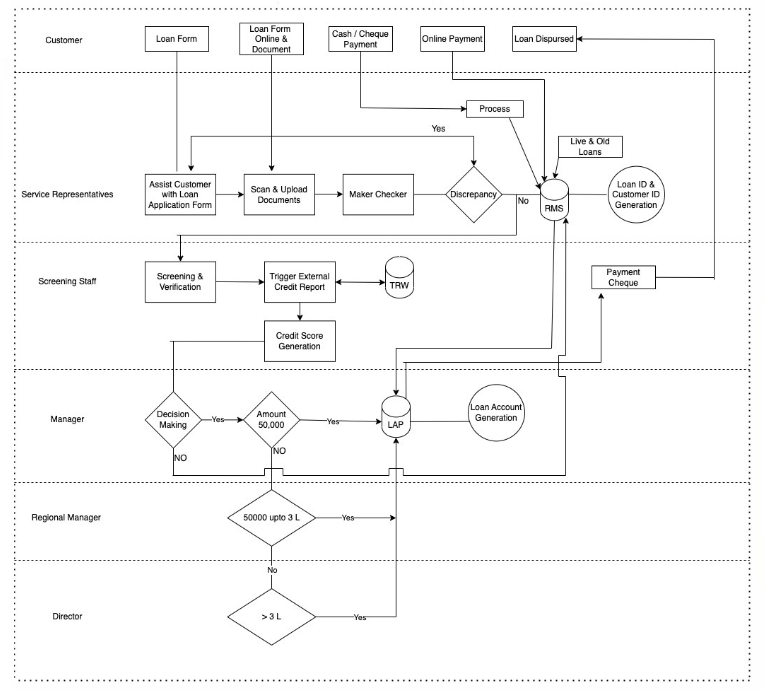 Customer
Loan Form
Loan Form
Online &
Document
Cash / Cheque
Payment
Online Payment
Loan Dispursed
Process
Yes
Live & Old
Loans
Service Representatives
Assist Customer
with Loan
Application Form
Scan & Upload
Documents
Maker Checker
Discrepancy
No
RMS
Loan ID &
Customer ID
Generation
Screening Staff
Screening &
Verification
Trigger External
Credit Report
TRW
Payment
Cheque
Credit Score
Generation
Manager
Decision
Making
Yes
Amount
50,000
Yes
LAP
Loan Account
Generation
NO
NO
Regional Manager
50000 upto 3 L
Yes
No
Director
> 3 L
Yes